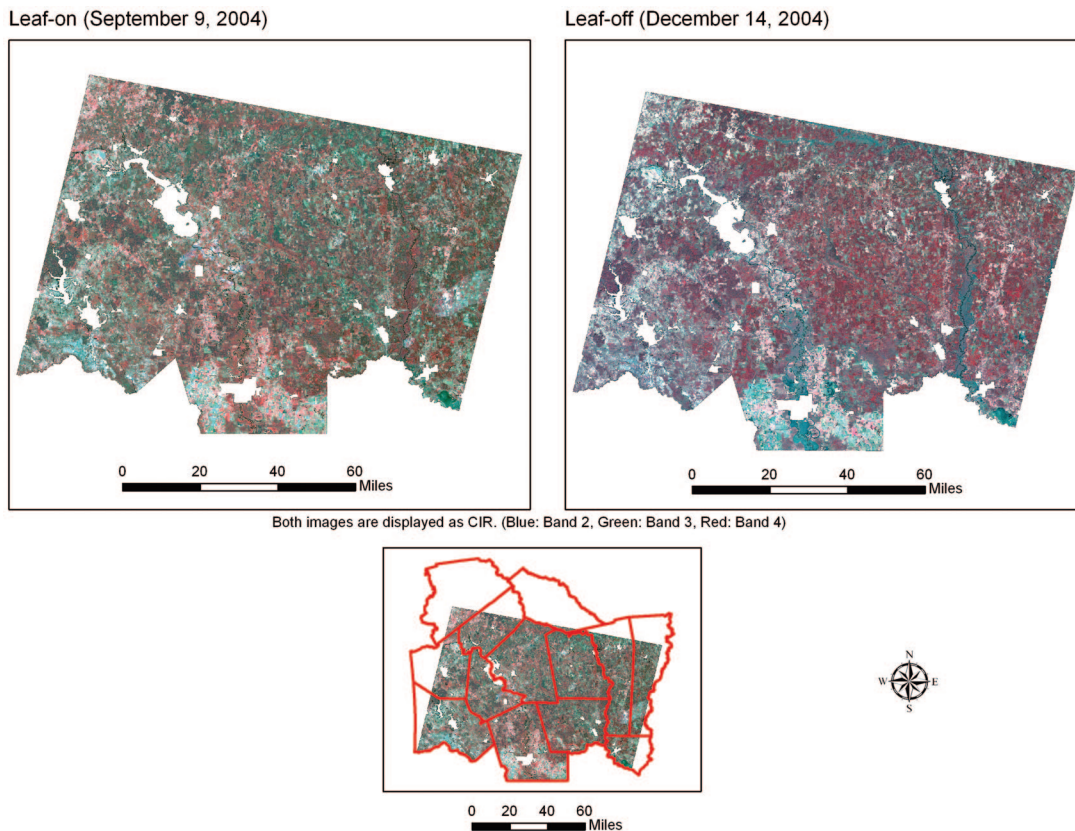 Leaf-on (September 9, 2004)
Leaf-off (December 14, 2004)
0 20 40 60
Miles
0 20 40 60
Miles
Both images are displayed as CIR. (Blue: Band 2, Green: Band 3, Red: Band 4)
N
W E
S
0 20 40 60
Miles